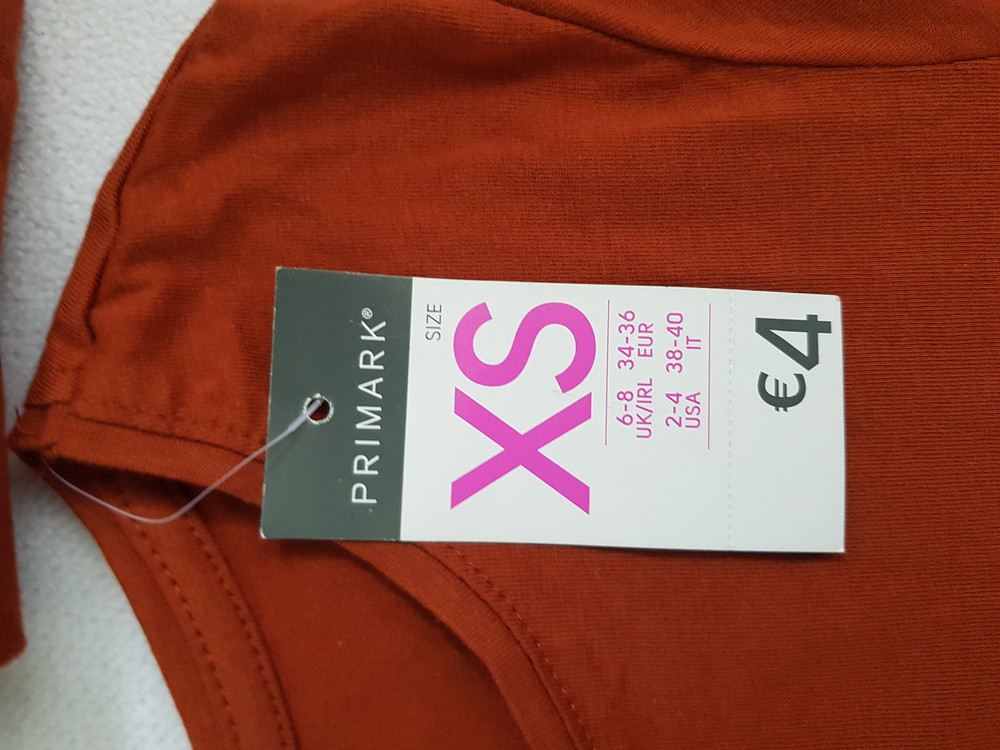 PRIMARK®
SIZE
XS
6-8 34-36
UK/IRL EUR
2-4 38-40
USA IT
€4